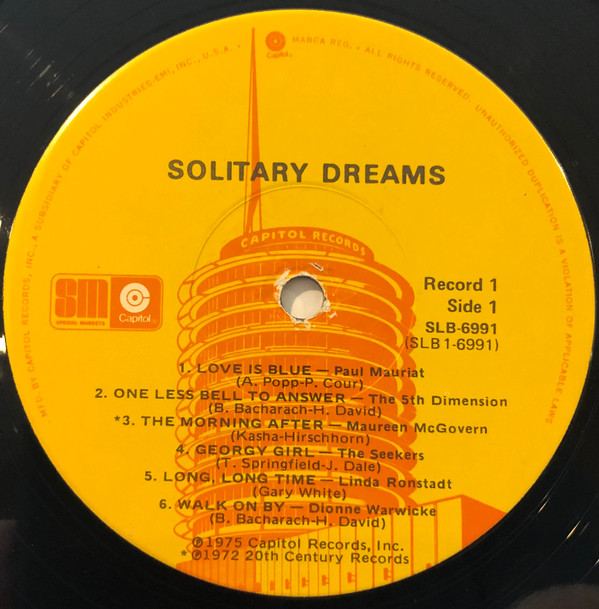 Capitol
MARCA REG. • ALL RIGHTS RESERVED. UNAUTHORIZED DUPLICATION IS A VIOLATION OF APPLICABLE LAWS
MFD. BY CAPITOL RECORDS, INC., A SUBSIDIARY OF CAPITOL INDUSTRIES-EMI, INC., U.S.A. •
SOLITARY DREAMS
CAPITOL RECORDS
sm
SPECIAL MARKETS
Capitol
Record 1
Side 1
SLB-6991
(SLB 1-6991)
1. LOVE IS BLUE — Paul Mauriat
(A. Popp-P. Cour)
2. ONE LESS BELL TO ANSWER — The 5th Dimension
(B. Bacharach-H. David)
*3. THE MORNING AFTER — Maureen McGovern
(Kasha-Hirschhorn)
4. GEORGY GIRL — The Seekers
(T. Springfield-J. Dale)
5. LONG, LONG TIME — Linda Ronstadt
(Gary White)
6. WALK ON BY — Dionne Warwicke
(B. Bacharach-H. David)
℗1975 Capitol Records, Inc.
* ℗1972 20th Century Records